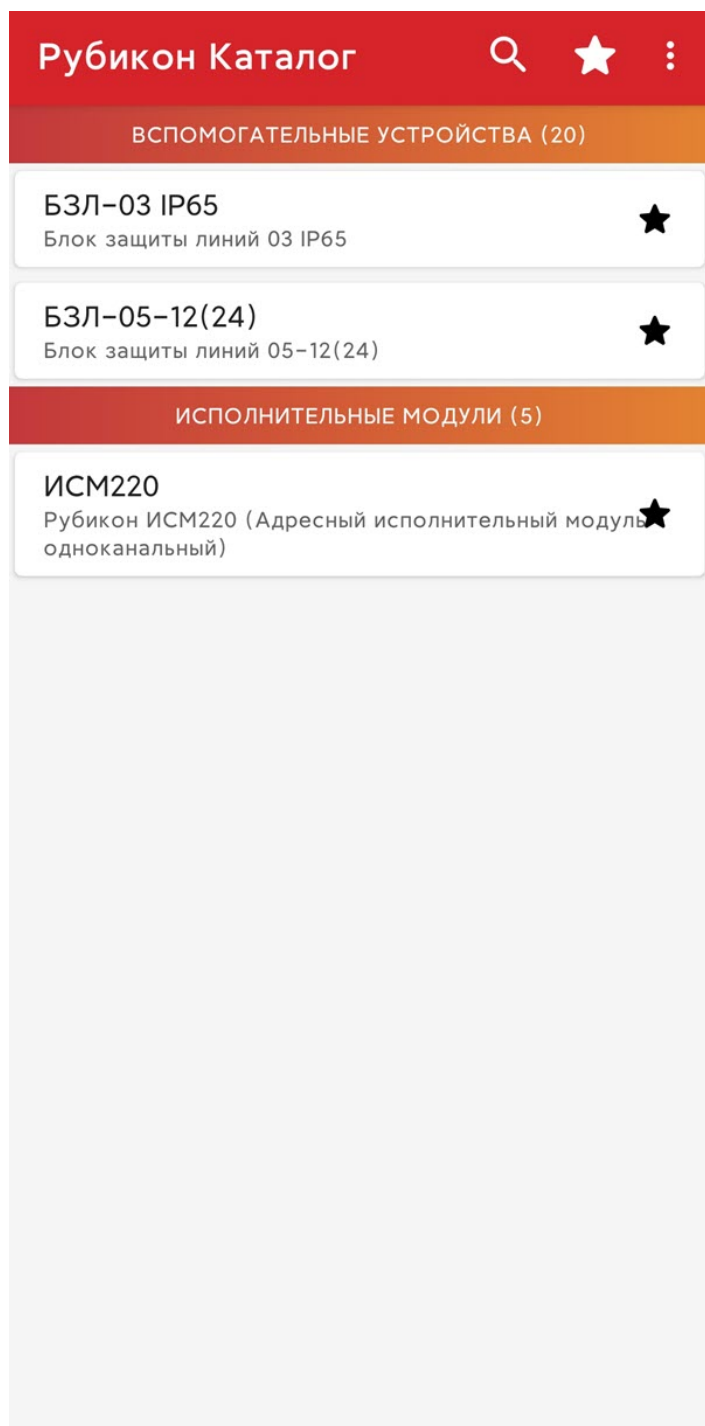 Рубикон Каталог
ВСПОМОГАТЕЛЬНЫЕ УСТРОЙСТВА (20)
БЗЛ-03 IP65
Блок защиты линий 03 IP65
БЗЛ-05-12(24)
Блок защиты линий 05-12(24)
ИСПОЛНИТЕЛЬНЫЕ МОДУЛИ (5)
ИСМ220
Рубикон ИСМ220 (Адресный исполнительный модуль
одноканальный)